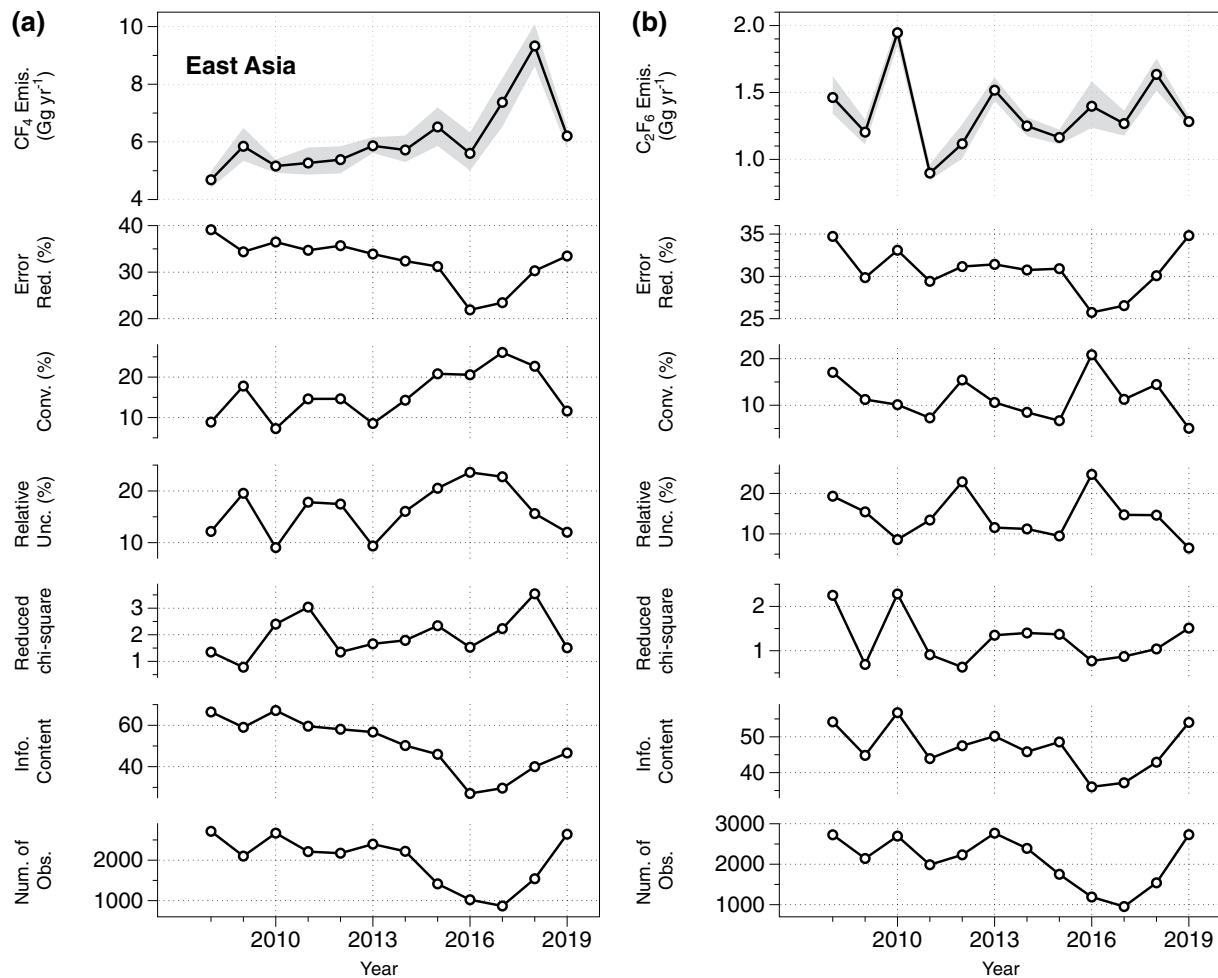 (a)
East Asia
CF4 Emis.
(Gg yr-1)
10
8
6
4
Error
Red. (%)
40
30
20
Conv. (%)
20
10
Relative
Unc. (%)
20
10
Reduced
chi-square
3
2
1
Info.
Content
60
40
Num. of
Obs.
2000
1000
2010 2013 2016 2019
Year
(b)
C2F6 Emis.
(Gg yr-1)
2.0
1.5
1.0
Error
Red. (%)
35
30
25
Conv. (%)
20
10
Relative
Unc. (%)
20
10
Reduced
chi-square
2
1
Info.
Content
50
40
Num. of
Obs.
3000
2000
1000
2010 2013 2016 2019
Year